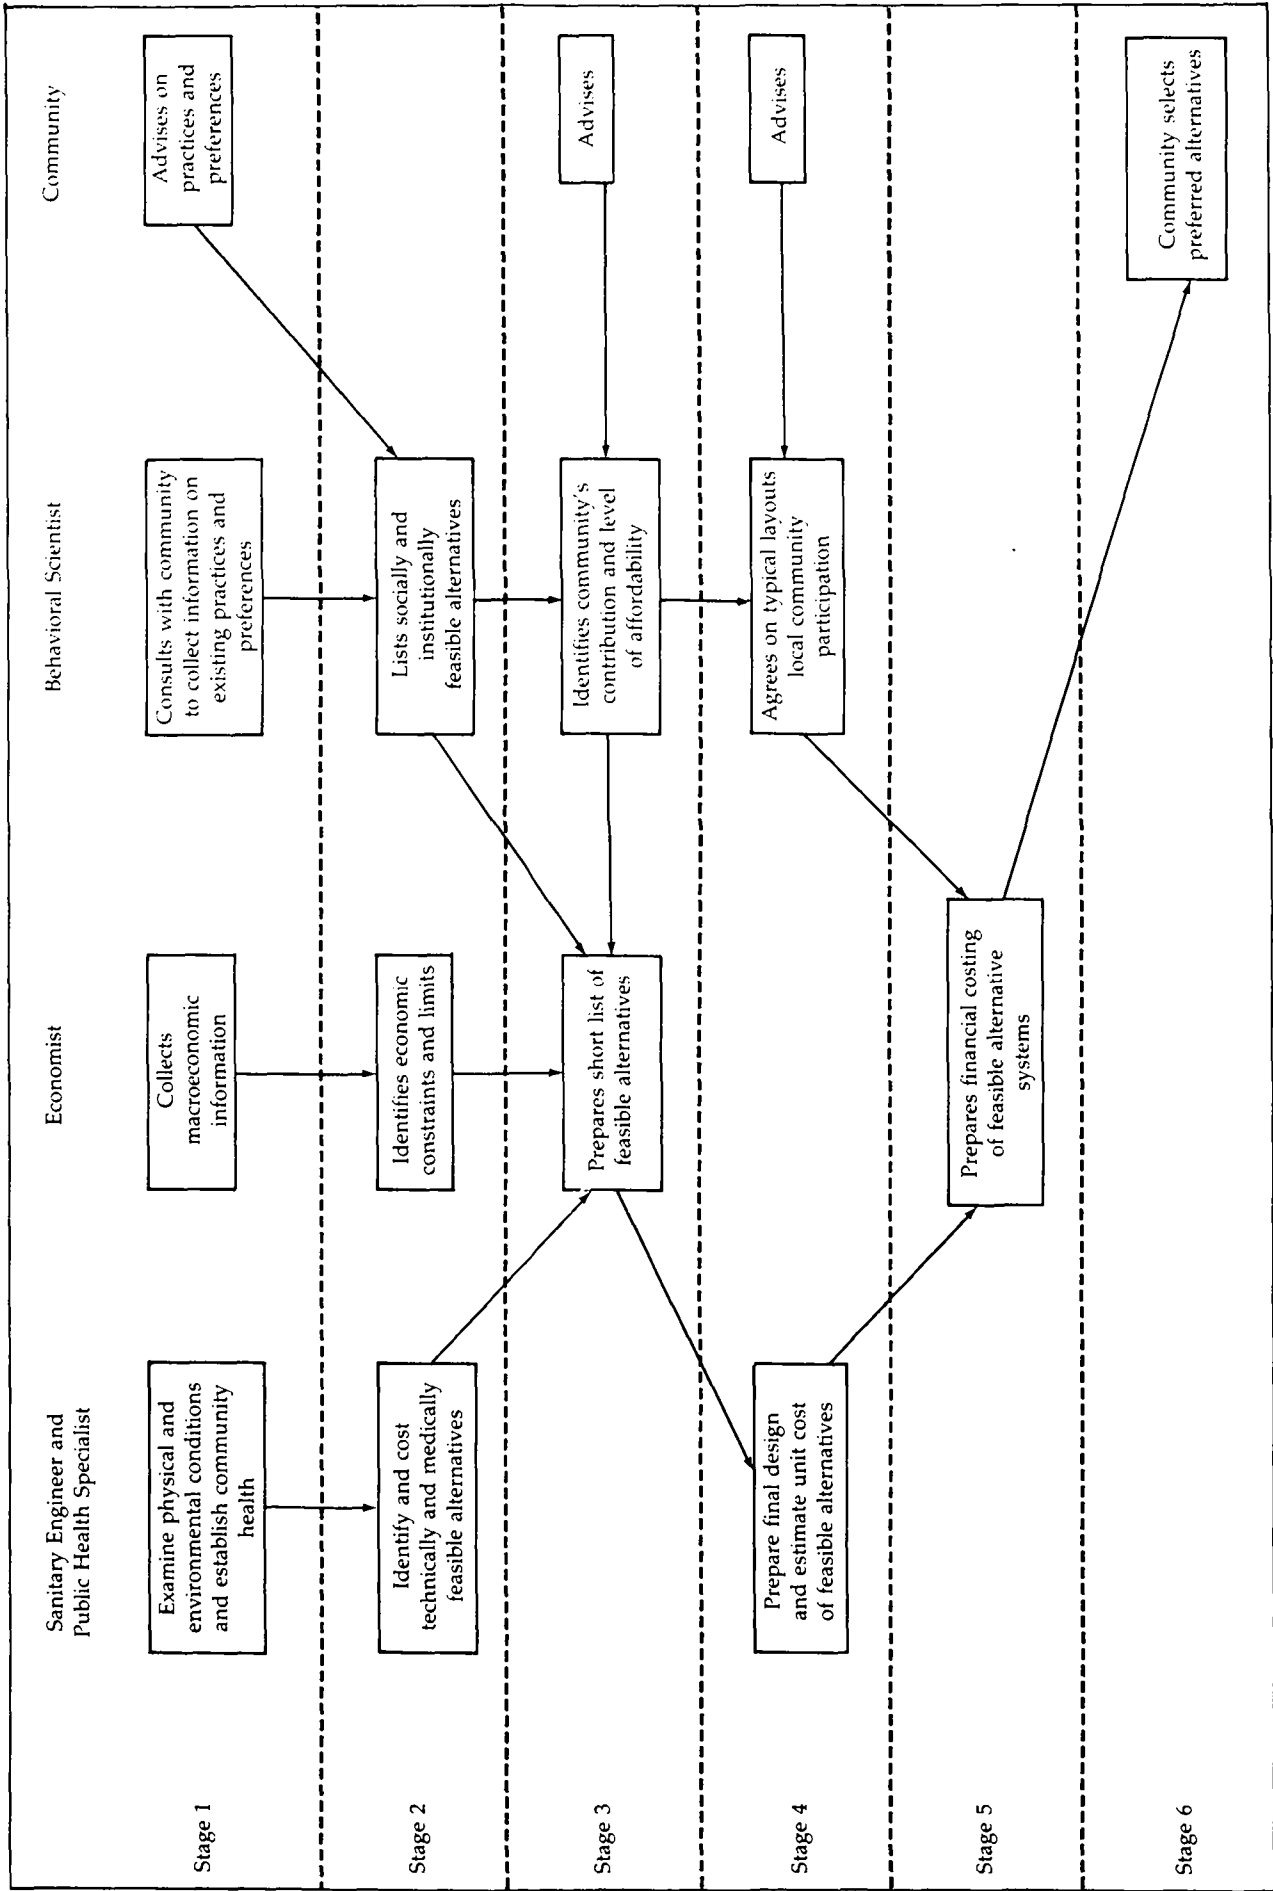 Sanitary Engineer and
Public Health Specialist
Economist
Behavioral Scientist
Community
Stage 1
Examine physical and
environmental conditions
and establish community
health
Collects
macroeconomic
information
Consults with community
to collect information on
existing practices and
preferences
Advises on
practices and
preferences
Stage 2
Identify and cost
technically and medically
feasible alternatives
Identifies economic
constraints and limits
Lists socially and
institutionally
feasible alternatives
Stage 3
Prepares short list of
feasible alternatives
Identifies community's
contribution and level
of affordability
Advises
Stage 4
Prepare final design
and estimate unit cost
of feasible alternatives
Agrees on typical layouts
local community
participation
Advises
Stage 5
Prepares financial costing
of feasible alternative
systems
Stage 6
Community selects
preferred alternatives